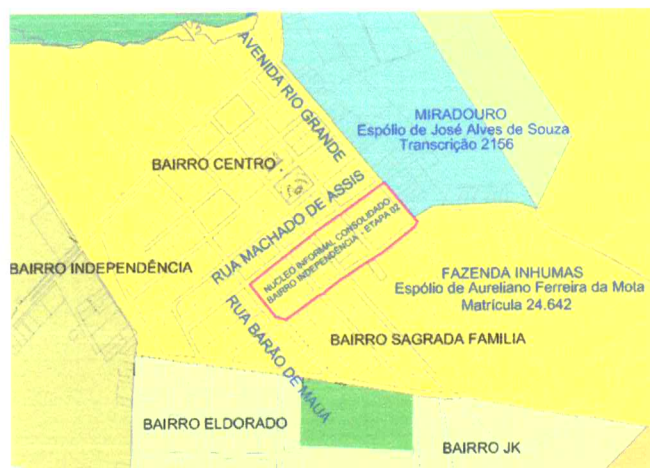 AVENIDA RIO GRANDE
MIRADOURO
Espólio de José Alves de Souza
Transcrição 2156
BAIRRO CENTRO
RUA MACHADO DE ASSIS
NÚCLEO INFORMAL CONSOLIDADO
BAIRRO INDEPENDÊNCIA - ETAPA 02
BAIRRO INDEPENDÊNCIA
FAZENDA INHUMAS
Espólio de Aureliano Ferreira da Mota
Matrícula 24.642
RUA BARÃO DE MAUÁ
BAIRRO SAGRADA FAMILIA
BAIRRO ELDORADO
BAIRRO JK